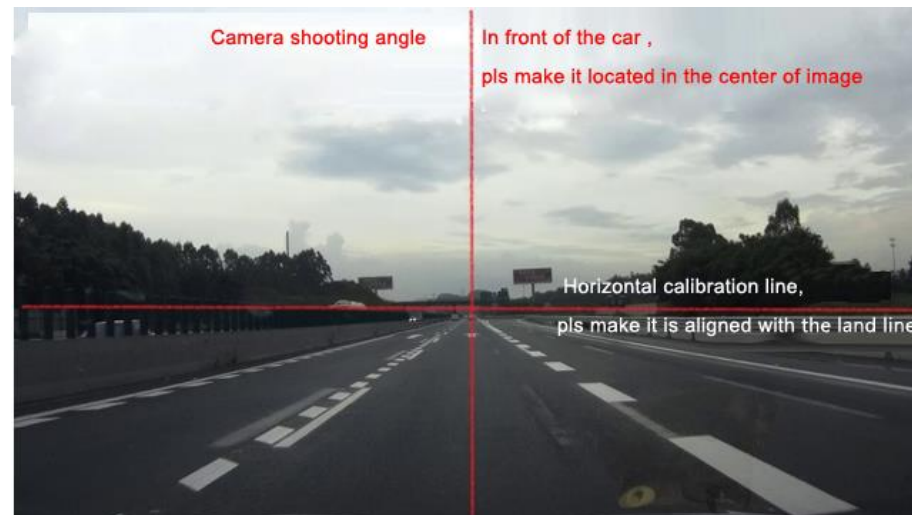 Camera shooting angle
In front of the car ,
pls make it located in the center of image
Horizontal calibration line,
pls make it is aligned with the land line